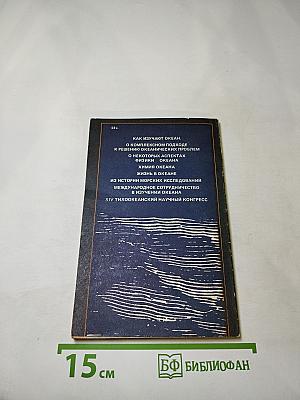 КАК ИЗУЧАЮТ ОКЕАН
О КОМПЛЕКСНОМ ПОДХОДЕ
К РЕШЕНИЮ ОКЕАНИЧЕСКИХ ПРОБЛЕМ
О НЕКОТОРЫХ АСПЕКТАХ
ФИЗИКИ ОКЕАНА
ХИМИЯ ОКЕАНА
ЖИЗНЬ В ОКЕАНЕ
ИЗ ИСТОРИИ МОРСКИХ ИССЛЕДОВАНИЙ
МЕЖДУНАРОДНОЕ СОТРУДНИЧЕСТВО
В ИЗУЧЕНИИ ОКЕАНА
XIV ТИХООКЕАНСКИЙ НАУЧНЫЙ КОНГРЕСС
15 см
БФ БИБЛИОФАН